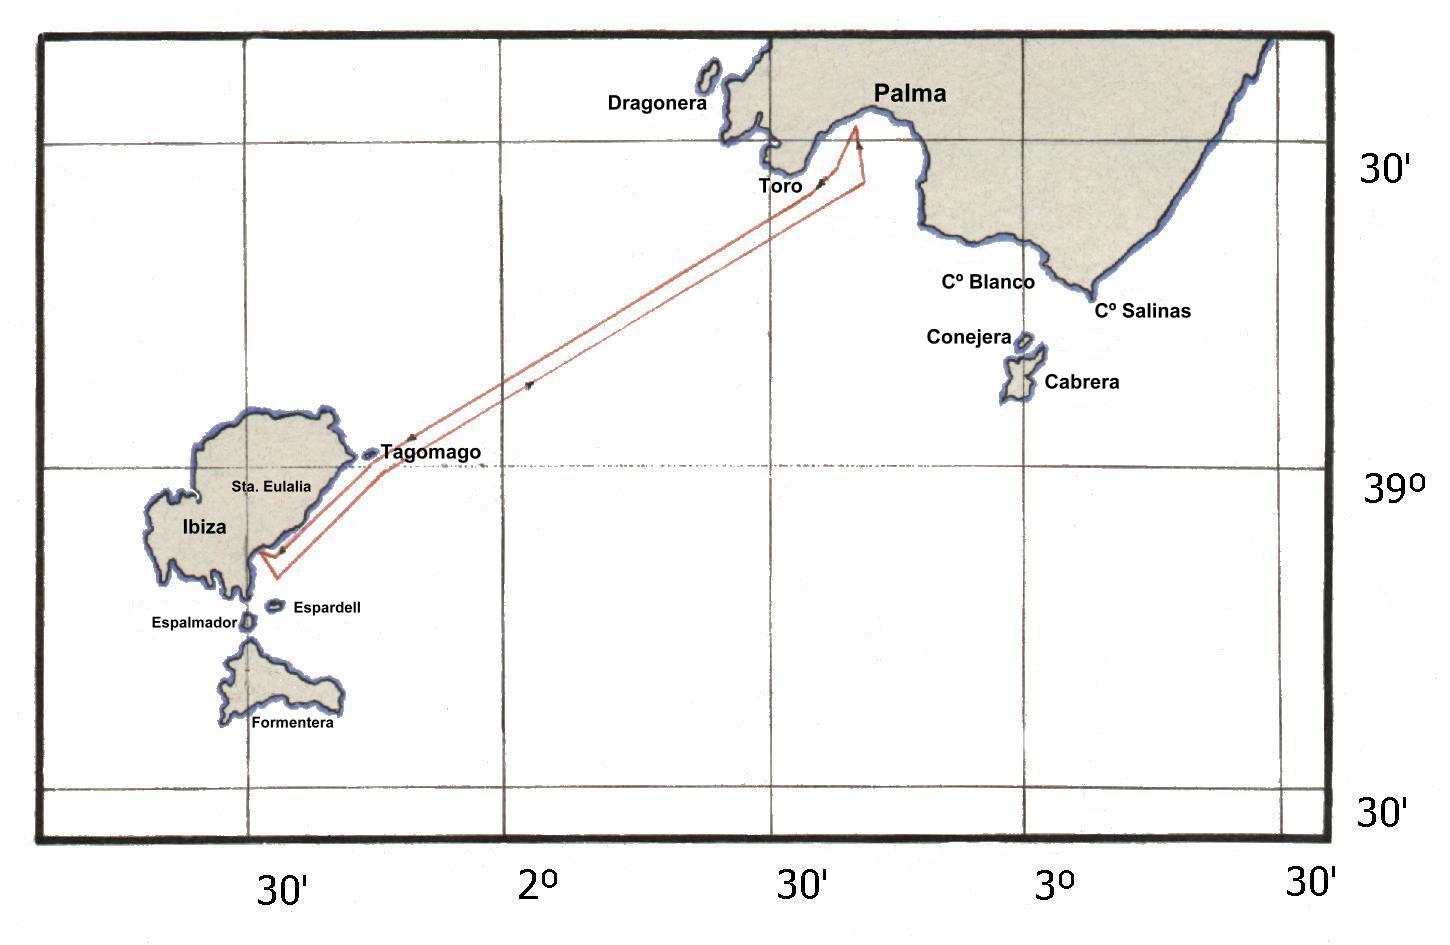 Palma
Dragonera
30'
Toro
Cº Blanco
Cº Salinas
Conejera
Cabrera
Tagomago
Sta. Eulalia
39º
Ibiza
Espardell
Espalmador
Formentera
30'
30'
2º
30'
3º
30'